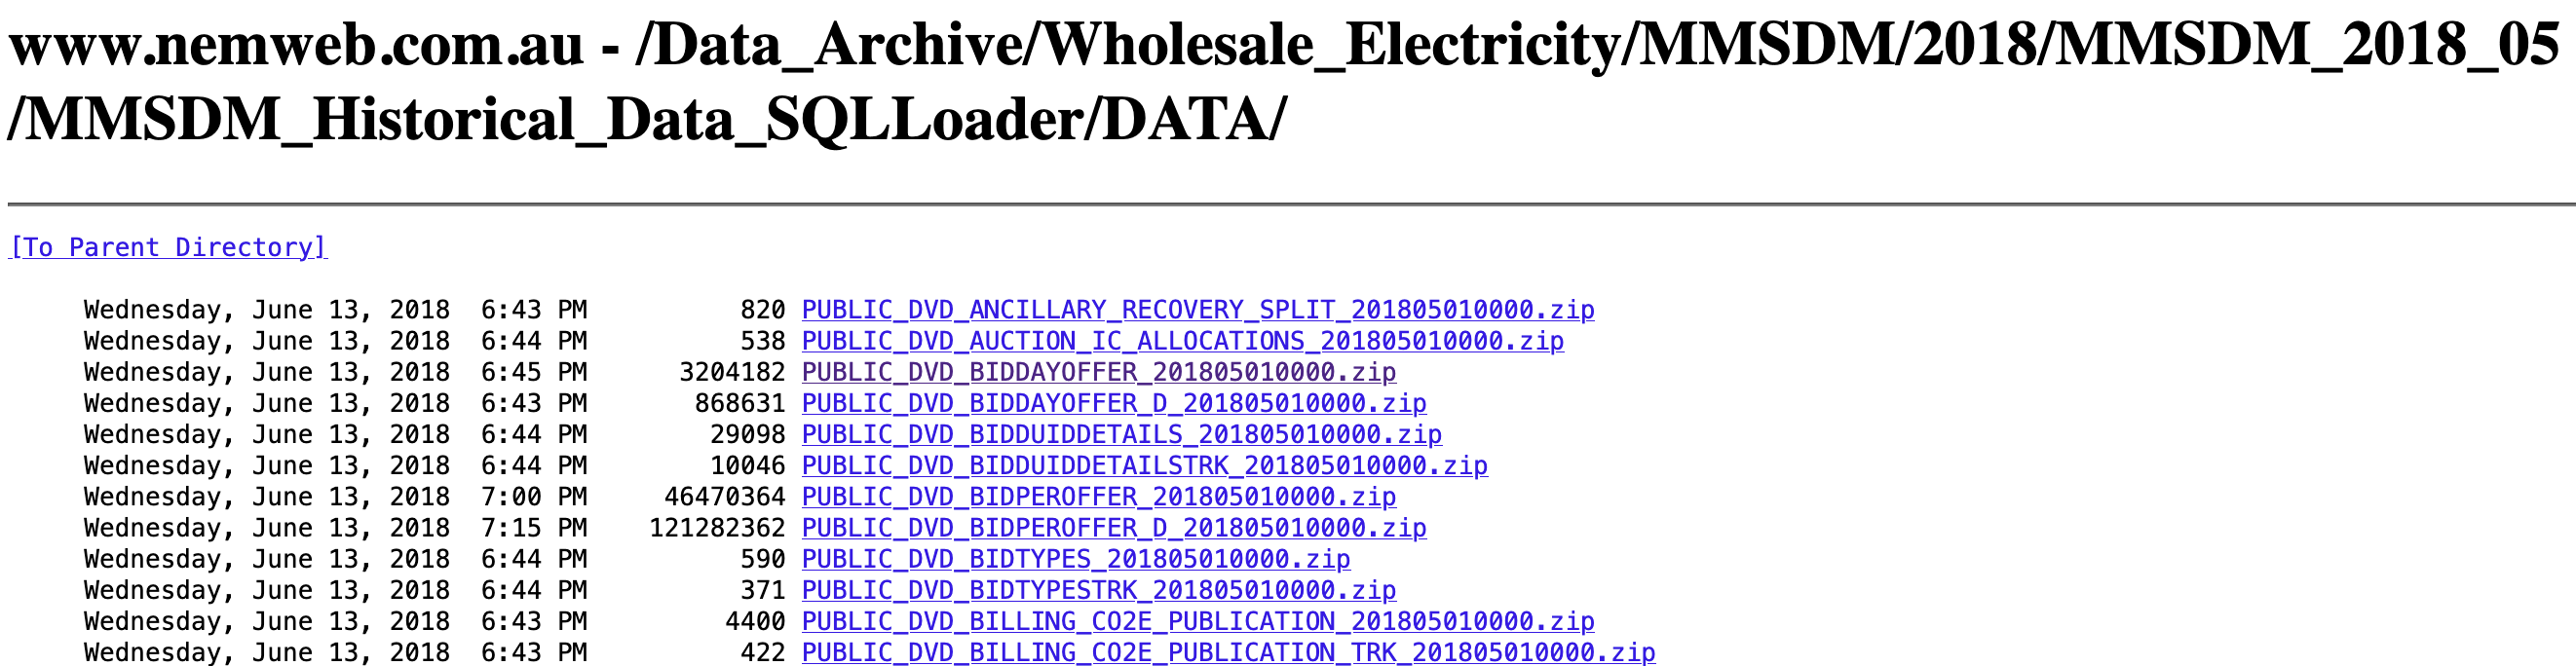 www.nemweb.com.au - /Data_Archive/Wholesale_Electricity/MMSDM/2018/MMSDM_2018_05
/MMSDM_Historical_Data_SQLLoader/DATA/
[To Parent Directory]
Wednesday, June 13, 2018 6:43 PM 820 PUBLIC_DVD_ANCILLARY_RECOVERY_SPLIT_201805010000.zip
Wednesday, June 13, 2018 6:44 PM 538 PUBLIC_DVD_AUCTION_IC_ALLOCATIONS_201805010000.zip
Wednesday, June 13, 2018 6:45 PM 3204182 PUBLIC_DVD_BIDDAYOFFER_201805010000.zip
Wednesday, June 13, 2018 6:43 PM 868631 PUBLIC_DVD_BIDDAYOFFER_D_201805010000.zip
Wednesday, June 13, 2018 6:44 PM 29098 PUBLIC_DVD_BIDDUIDDETAILS_201805010000.zip
Wednesday, June 13, 2018 6:44 PM 10046 PUBLIC_DVD_BIDDUIDDETAILSTRK_201805010000.zip
Wednesday, June 13, 2018 7:00 PM 46470364 PUBLIC_DVD_BIDPEROFFER_201805010000.zip
Wednesday, June 13, 2018 7:15 PM 121282362 PUBLIC_DVD_BIDPEROFFER_D_201805010000.zip
Wednesday, June 13, 2018 6:44 PM 590 PUBLIC_DVD_BIDTYPES_201805010000.zip
Wednesday, June 13, 2018 6:44 PM 371 PUBLIC_DVD_BIDTYPESTRK_201805010000.zip
Wednesday, June 13, 2018 6:43 PM 4400 PUBLIC_DVD_BILLING_CO2E_PUBLICATION_201805010000.zip
Wednesday, June 13, 2018 6:43 PM 422 PUBLIC_DVD_BILLING_CO2E_PUBLICATION_TRK_201805010000.zip